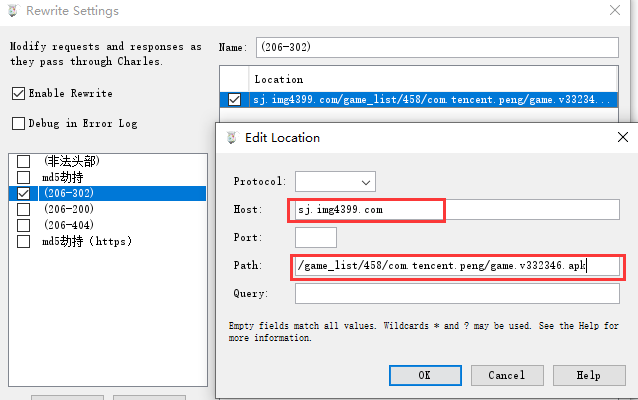 Rewrite Settings
Modify requests and responses as
they pass through Charles.
Enable Rewrite
Debug in Error Log
(非法头部)
md5劫持
(206-302)
(206-200)
(206-404)
md5劫持（https）
Name: (206-302)
Location
sj.img4399.com/game_list/458/com.tencent.peng/game.v33234...
Edit Location
Protocol:
Host: sj.img4399.com
Port:
Path: /game_list/458/com.tencent.peng/game.v332346.apk
Query:
Empty fields match all values. Wildcards * and ? may be used. See the Help for
more information.
OK Cancel Help